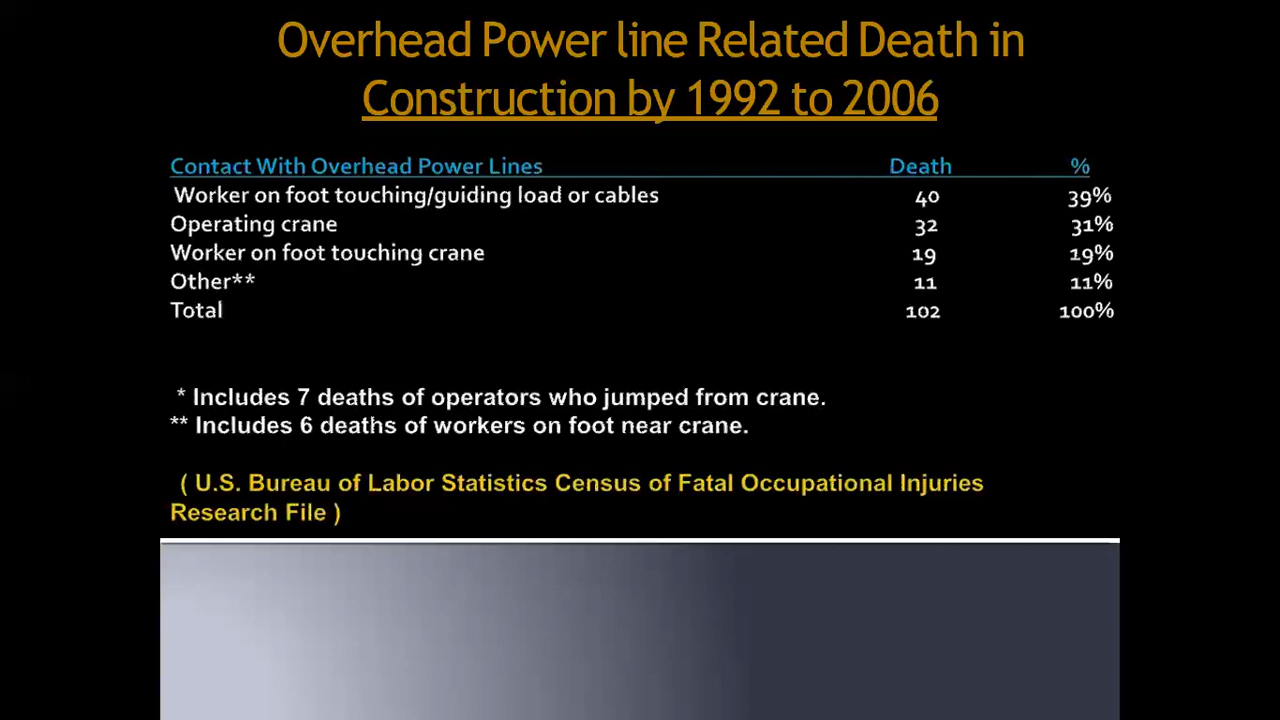 Overhead Power line Related Death in
Construction by 1992 to 2006
Contact With Overhead Power Lines Death %
Worker on foot touching/guiding load or cables 40 39%
Operating crane 32 31%
Worker on foot touching crane 19 19%
Other** 11 11%
Total 102 100%
* Includes 7 deaths of operators who jumped from crane.
** Includes 6 deaths of workers on foot near crane.
( U.S. Bureau of Labor Statistics Census of Fatal Occupational Injuries
Research File )